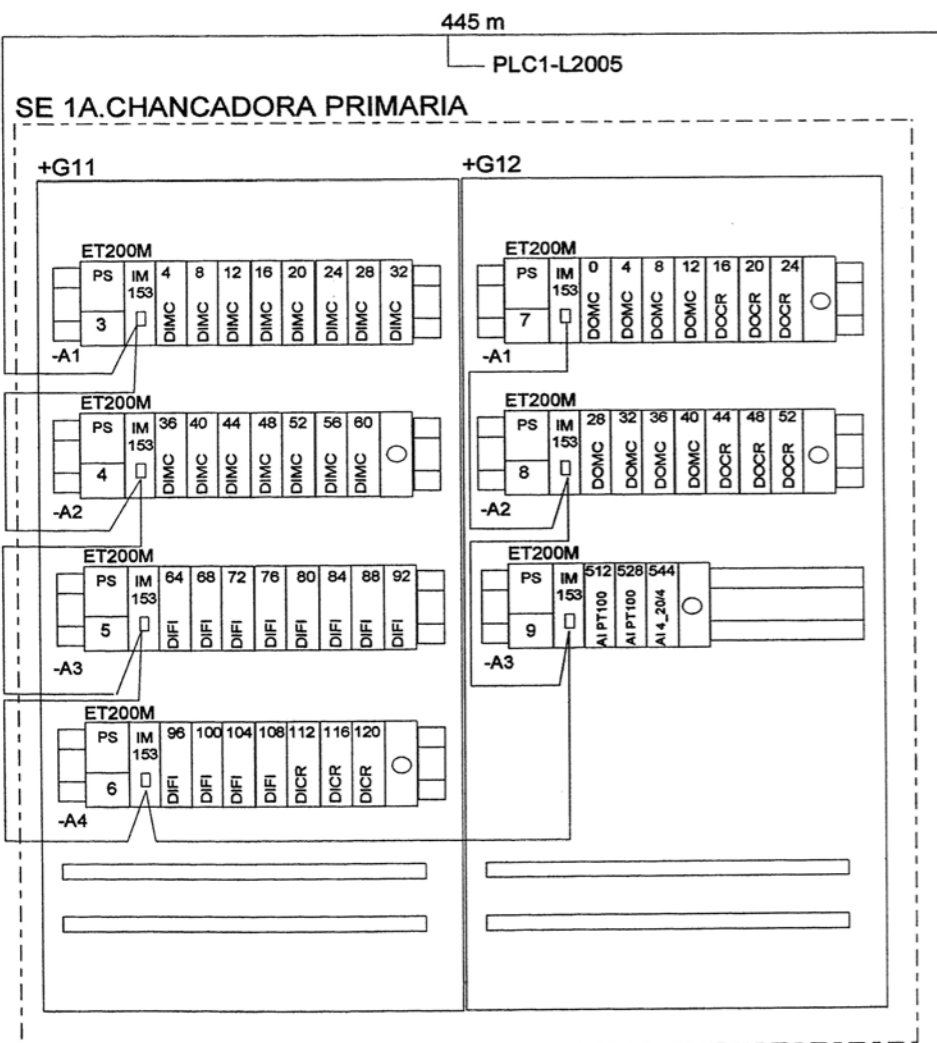 445 m
PLC1-L2005
SE 1A.CHANCADORA PRIMARIA
+G11
+G12
ET200M
PS IM 4 8 12 16 20 24 28 32
153
3 DIMC DIMC DIMC DIMC DIMC DIMC DIMC DIMC
-A1
ET200M
PS IM 0 4 8 12 16 20 24
153
7 DOMC DOMC DOMC DOMC DOCR DOCR DOCR
-A1
ET200M
PS IM 36 40 44 48 52 56 60
153
4 DIMC DIMC DIMC DIMC DIMC DIMC DIMC
-A2
ET200M
PS IM 28 32 36 40 44 48 52
153
8 DOMC DOMC DOMC DOMC DOCR DOCR DOCR
-A2
ET200M
PS IM 64 68 72 76 80 84 88 92
153
5 DIFI DIFI DIFI DIFI DIFI DIFI DIFI DIFI
-A3
ET200M
PS IM 512 528 544
153
9 AI PT100 AI PT100 AI 4_20/4
-A3
ET200M
PS IM 96 100 104 108 112 116 120
153
6 DIFI DIFI DIFI DIFI DICR DICR DICR
-A4